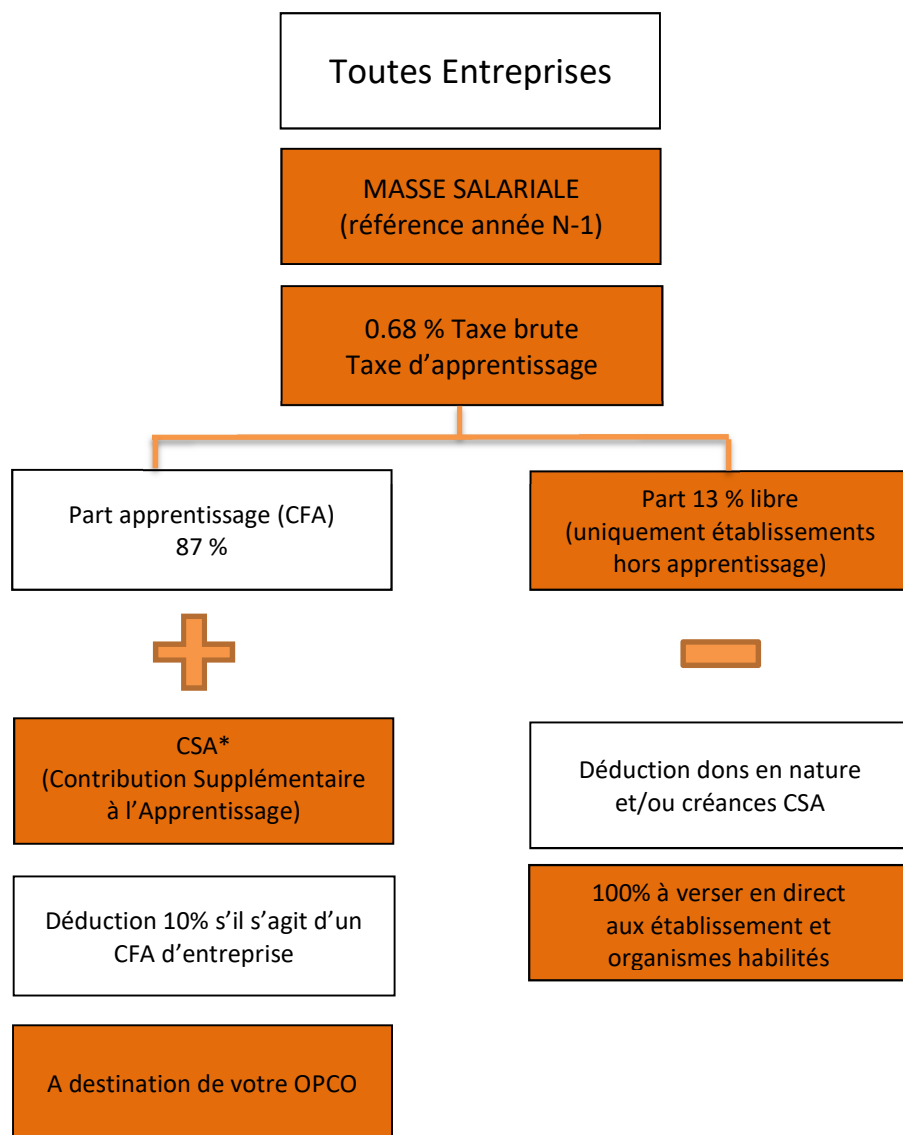 Toutes Entreprises
MASSE SALARIALE
(référence année N-1)
0.68 % Taxe brute
Taxe d’apprentissage
Part apprentissage (CFA)
87 %
Part 13 % libre
(uniquement établissements
hors apprentissage)
CSA*
(Contribution Supplémentaire
à l’Apprentissage)
Déduction dons en nature
et/ou créances CSA
Déduction 10% s’il s’agit d’un
CFA d’entreprise
100% à verser en direct
aux établissement et
organismes habilités
A destination de votre OPCO